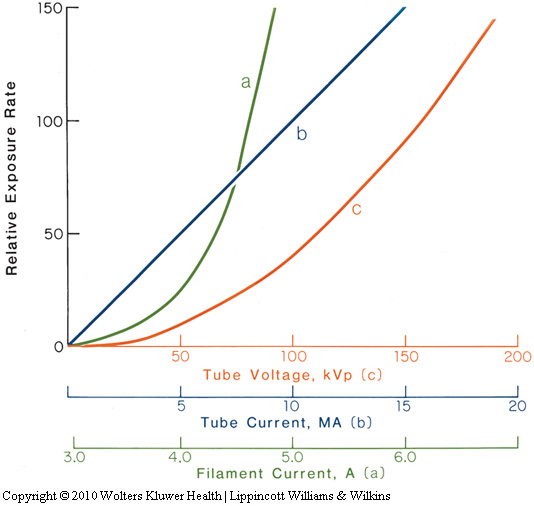 150
100
50
0
Relative Exposure Rate
a
b
c
50 100 150 200
Tube Voltage, kVp (c)
5 10 15 20
Tube Current, MA (b)
3.0 4.0 5.0 6.0
Filament Current, A (a)
Copyright © 2010 Wolters Kluwer Health | Lippincott Williams & Wilkins